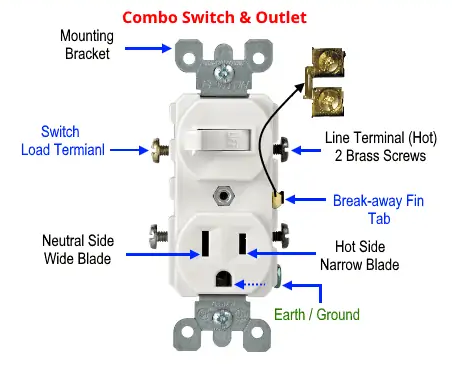 Combo Switch & Outlet
Mounting
Bracket
Switch
Load Termianl
Line Terminal (Hot)
2 Brass Screws
Break-away Fin
Tab
Neutral Side
Wide Blade
Hot Side
Narrow Blade
Earth / Ground